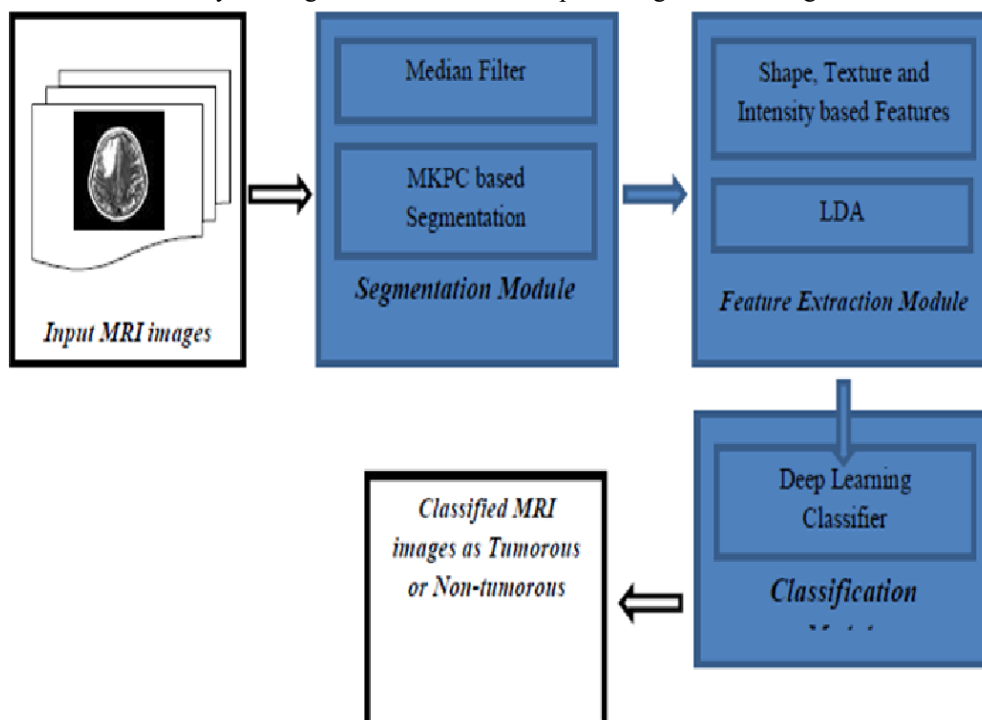 Median Filter
MKPC based
Segmentation
Segmentation Module
Shape, Texture and
Intensity based Features
LDA
Feature Extraction Module
Input MRI images
Deep Learning
Classifier
Classification
Classified MRI
images as Tumorous
or Non-tumorous